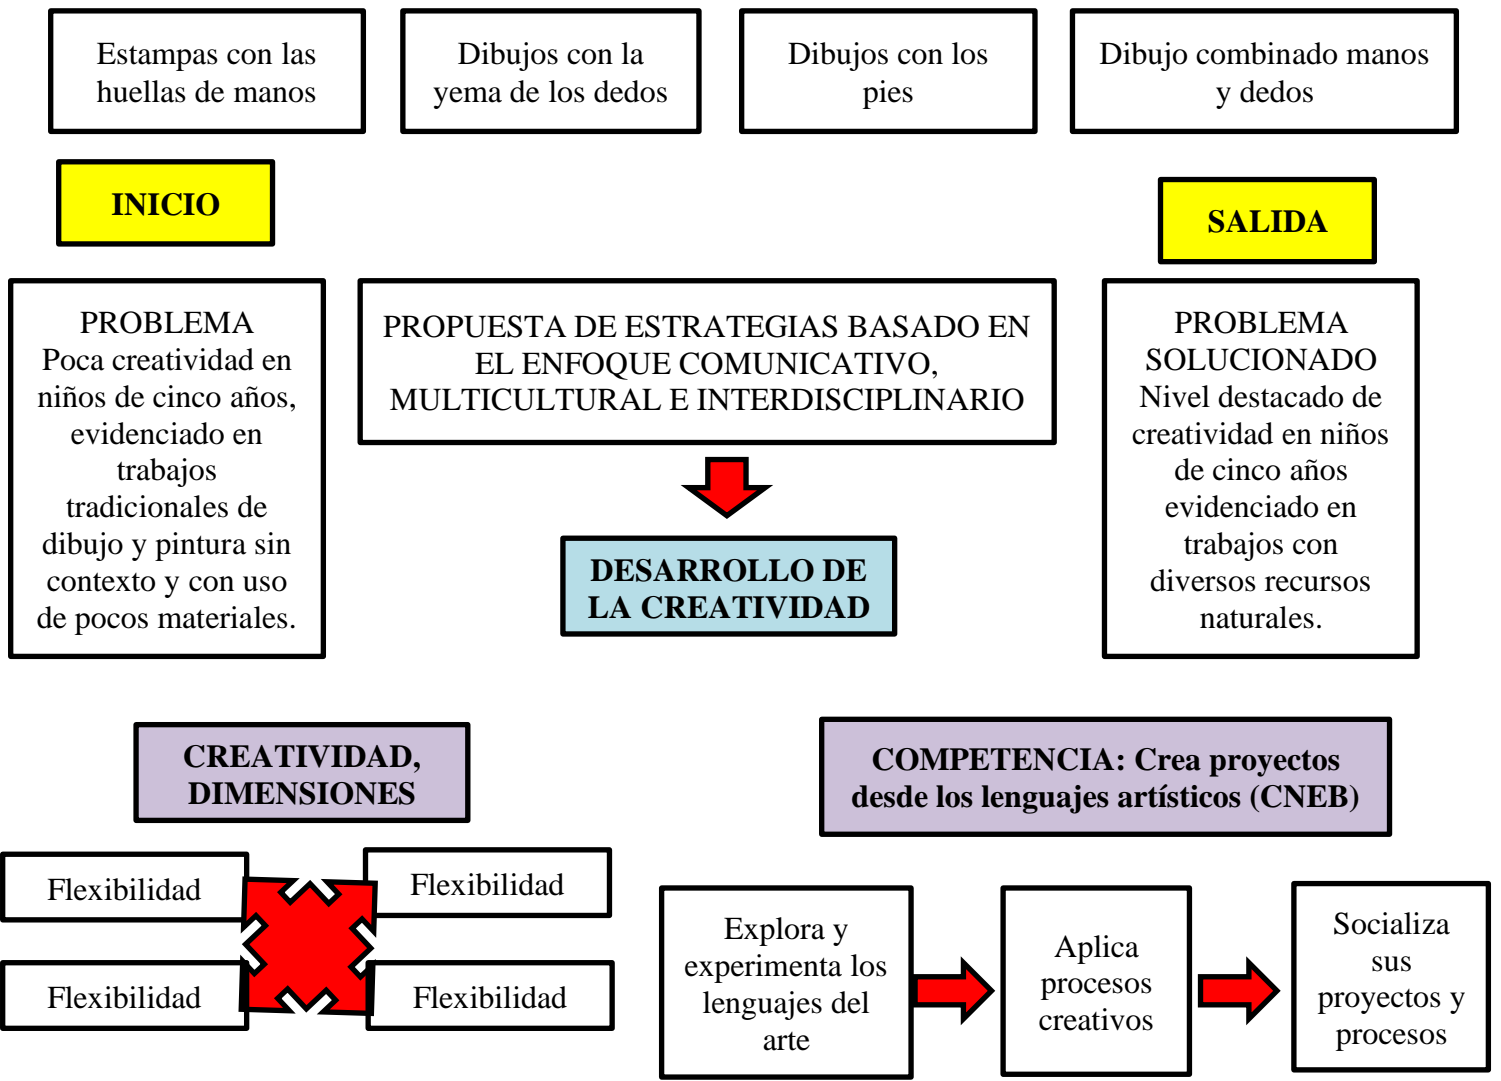 Estampas con las
huellas de manos
Dibujos con la
yema de los dedos
Dibujos con los
pies
Dibujo combinado manos
y dedos
INICIO
SALIDA
PROBLEMA
Poca creatividad en
niños de cinco años,
evidenciado en
trabajos
tradicionales de
dibujo y pintura sin
contexto y con uso
de pocos materiales.
PROPUESTA DE ESTRATEGIAS BASADO EN
EL ENFOQUE COMUNICATIVO,
MULTICULTURAL E INTERDISCIPLINARIO
DESARROLLO DE
LA CREATIVIDAD
PROBLEMA
SOLUCIONADO
Nivel destacado de
creatividad en niños
de cinco años
evidenciado en
trabajos con
diversos recursos
naturales.
CREATIVIDAD,
DIMENSIONES
Flexibilidad
Flexibilidad
Flexibilidad
Flexibilidad
COMPETENCIA: Crea proyectos
desde los lenguajes artísticos (CNEB)
Explora y
experimenta los
lenguajes del
arte
Aplica
procesos
creativos
Socializa
sus
proyectos y
procesos